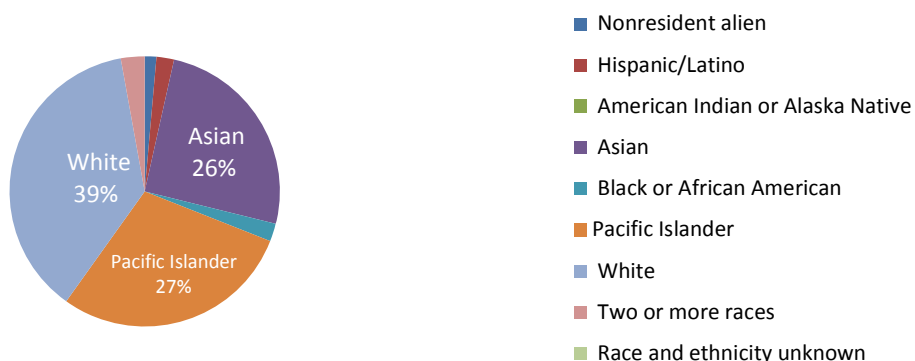 Asian
26%
White
39%
Pacific Islander
27%
Nonresident alien
Hispanic/Latino
American Indian or Alaska Native
Asian
Black or African American
Pacific Islander
White
Two or more races
Race and ethnicity unknown